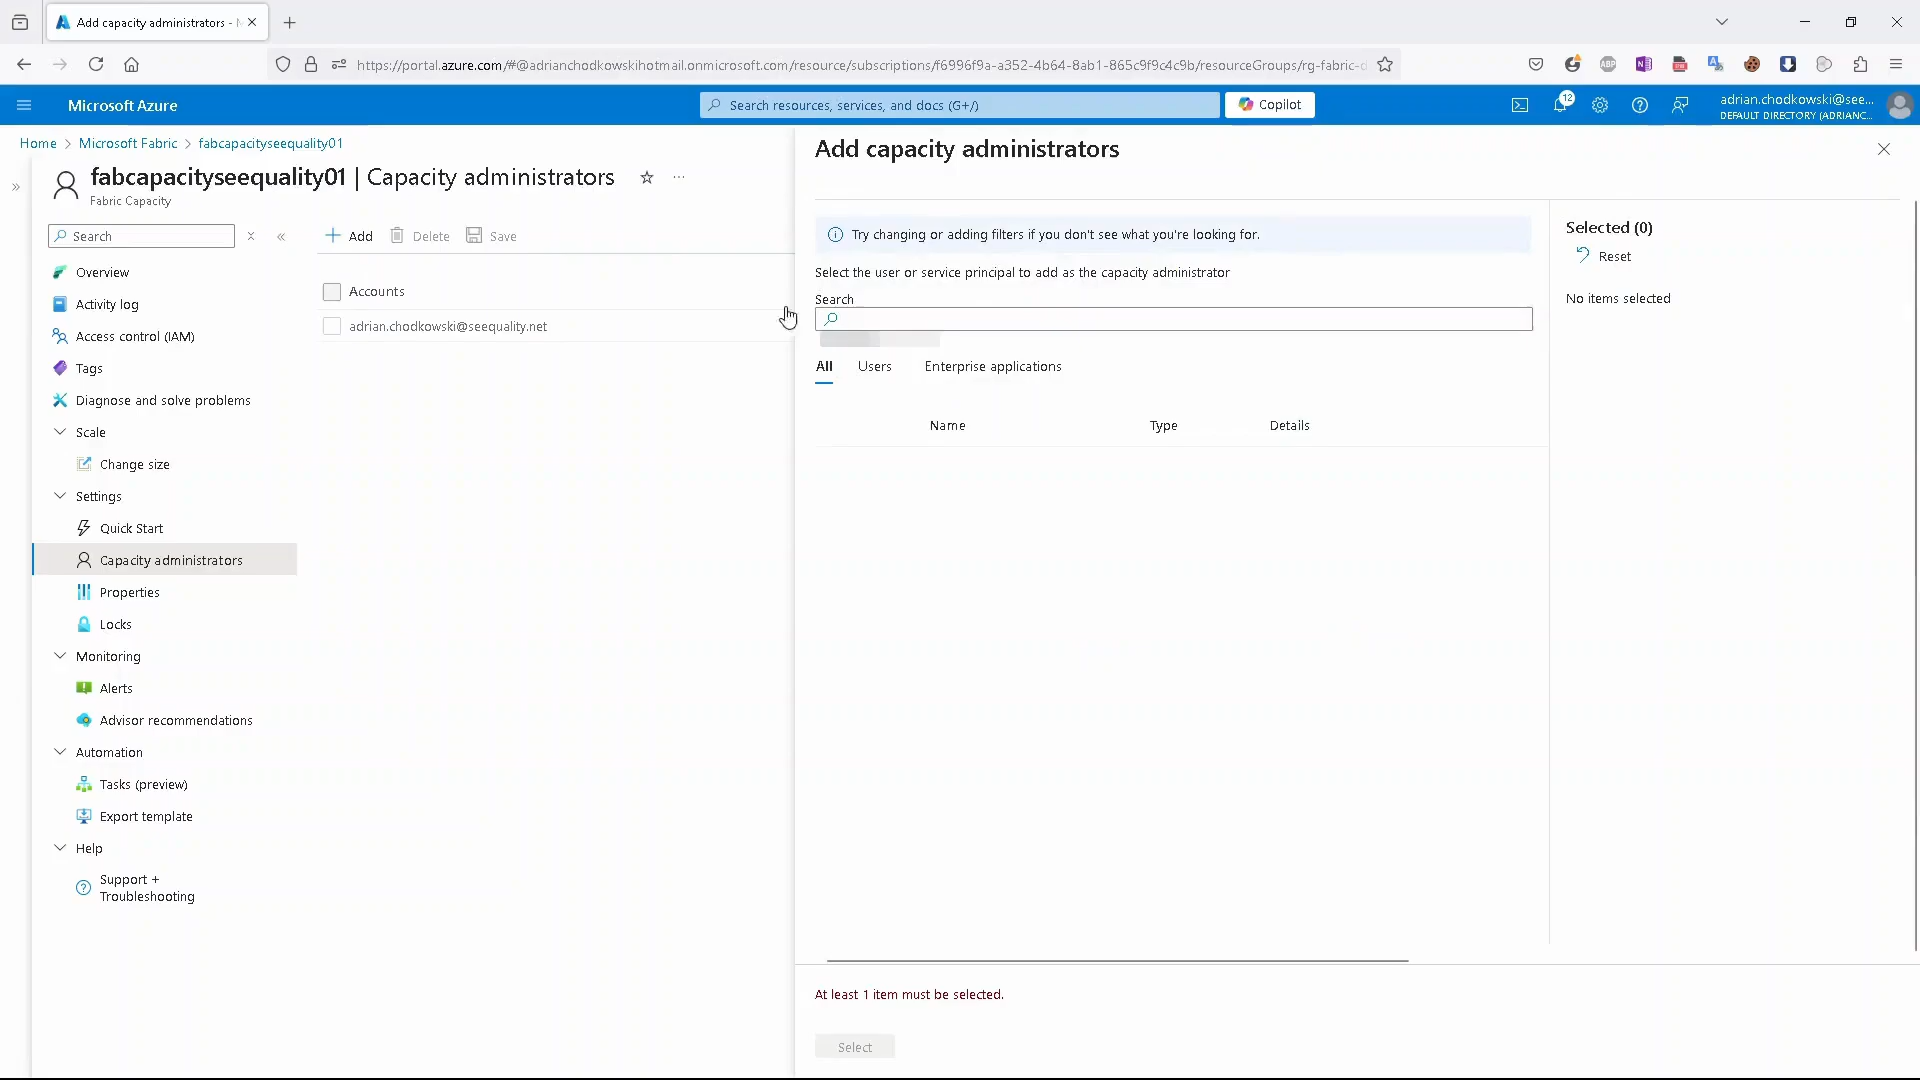 Add capacity administrators -
https://portal.azure.com/#@adrianchodkowskihotmail.onmicrosoft.com/resource/subscriptions/f6996f9a-a352-4b64-8ab1-865c9f9c4c9b/resourceGroups/rg-fabric-d
Microsoft Azure
Search resources, services, and docs (G+/)
Copilot
12
adrian.chodkowski@see...
DEFAULT DIRECTORY (ADRIANC...
Home > Microsoft Fabric > fabcapacityseequality01
fabcapacityseequality01 | Capacity administrators
Fabric Capacity
Search
Overview
Activity log
Access control (IAM)
Tags
Diagnose and solve problems
Scale
Change size
Settings
Quick Start
Capacity administrators
Properties
Locks
Monitoring
Alerts
Advisor recommendations
Automation
Tasks (preview)
Export template
Help
Support +
Troubleshooting
Add Delete Save
Accounts
adrian.chodkowski@seequality.net
Add capacity administrators
Try changing or adding filters if you don't see what you're looking for.
Select the user or service principal to add as the capacity administrator
Search
All Users Enterprise applications
Name Type Details
Selected (0)
Reset
No items selected
At least 1 item must be selected.
Select